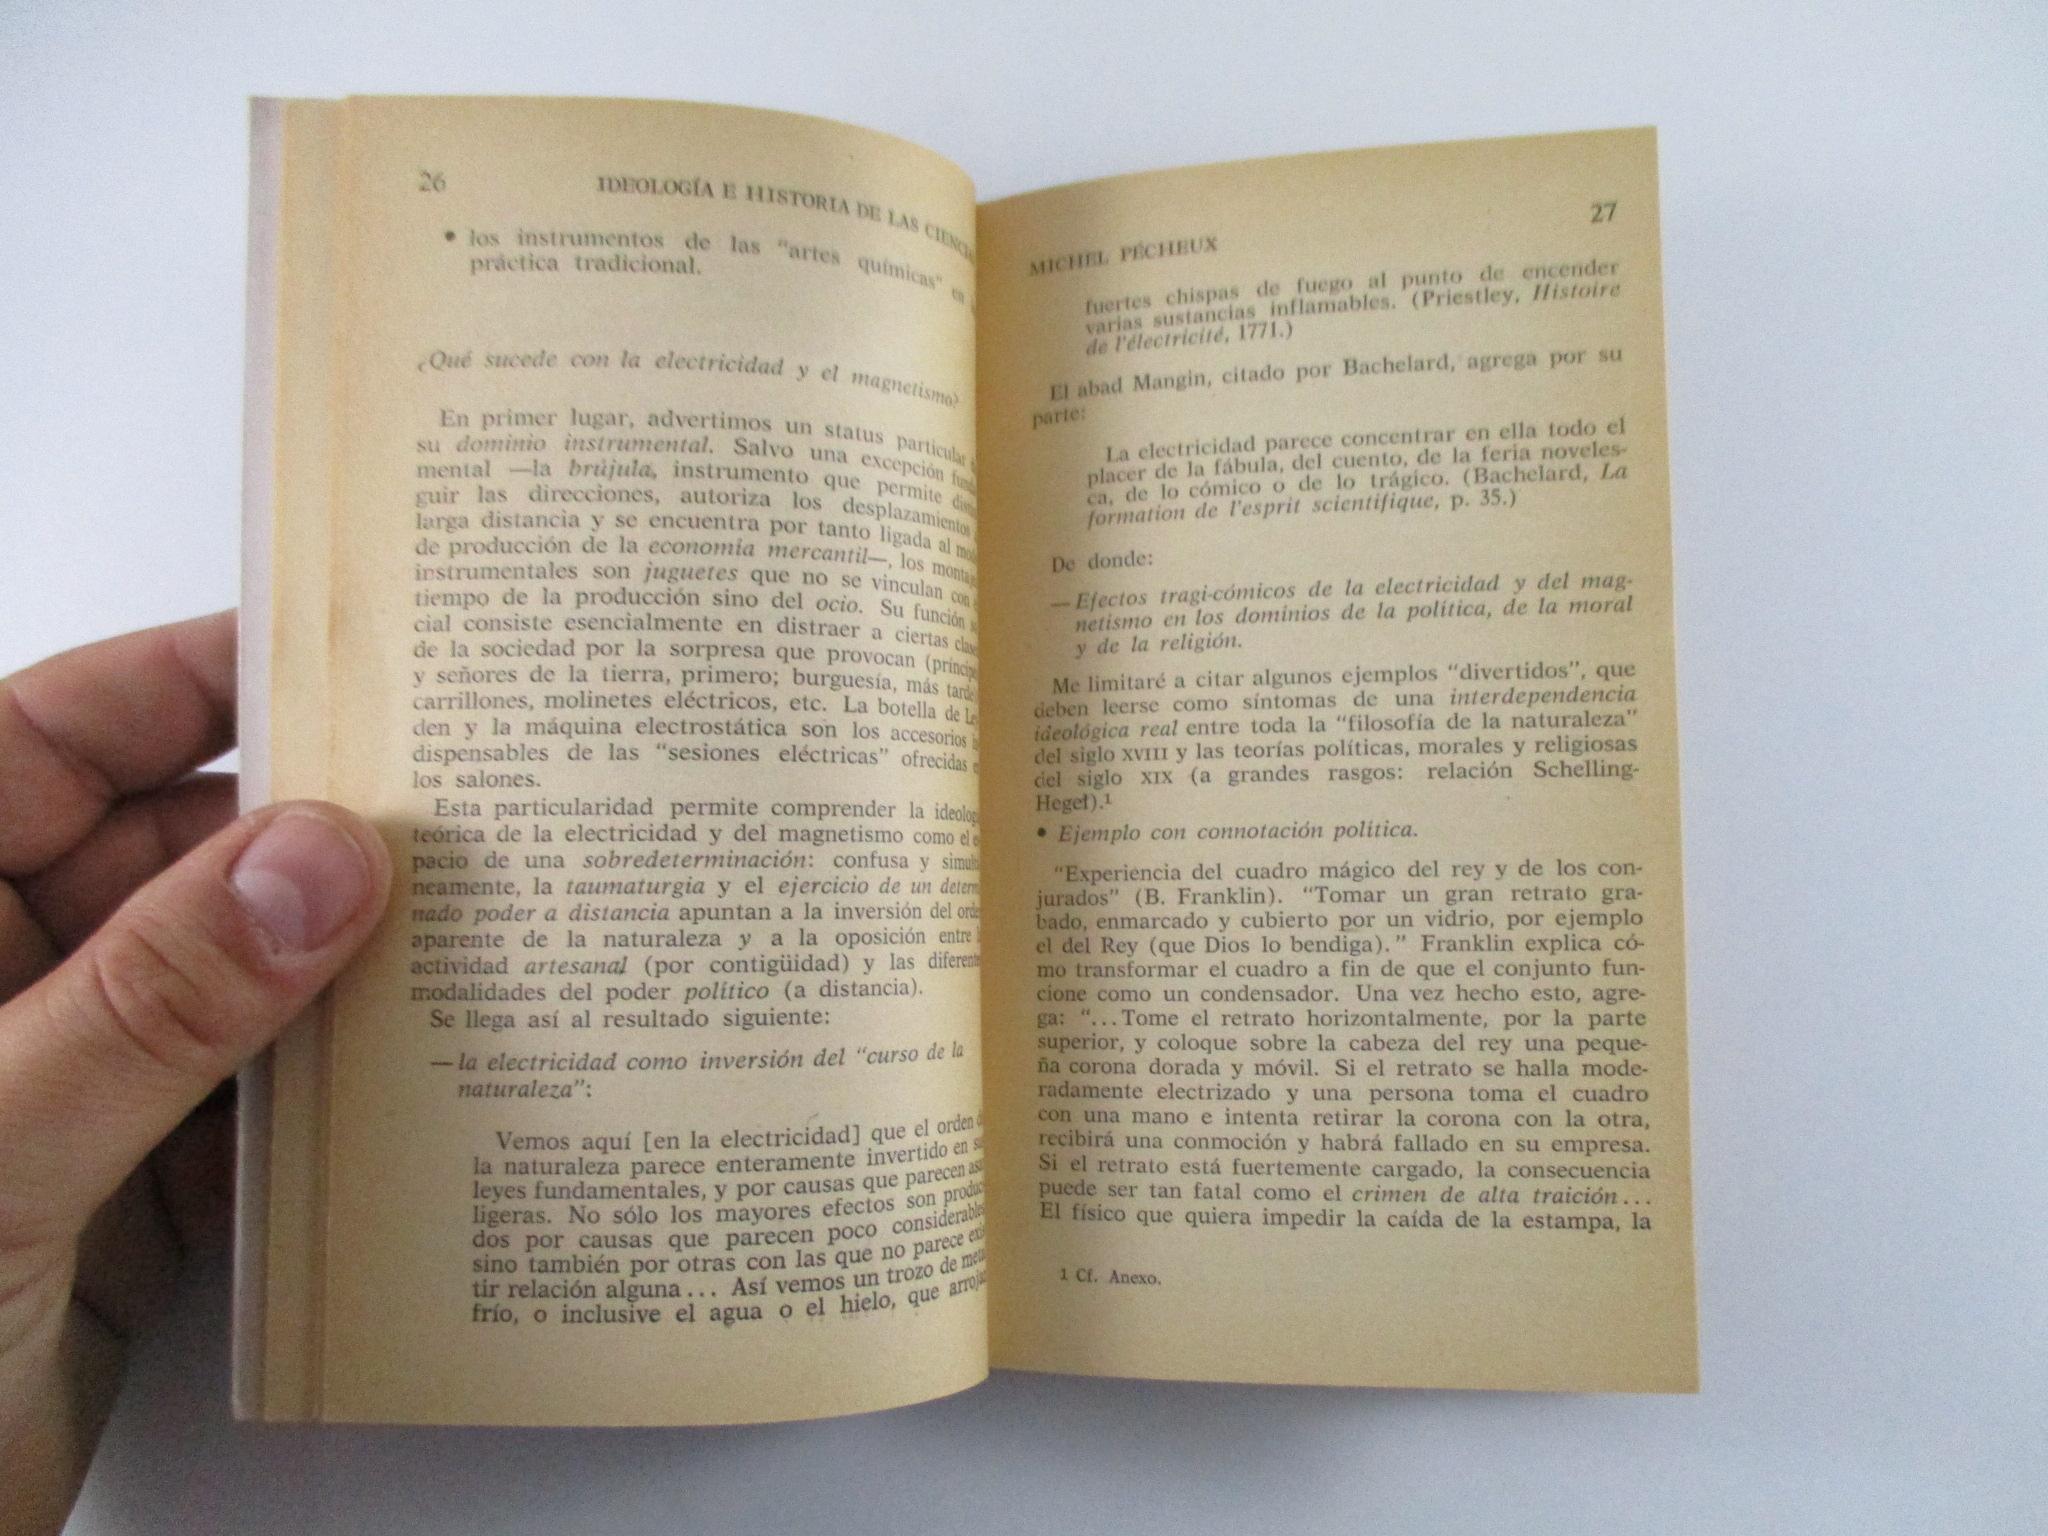 26 IDEOLOGÍA E HISTORIA DE LAS CIENCIA
• los instrumentos de las "artes químicas" en
práctica tradicional.
¿Qué sucede con la electricidad y el magnetismo?
En primer lugar, advertimos un status particular
su dominio instrumental. Salvo una excepción funda
mental —la brújula, instrumento que permite distin
guir las direcciones, autoriza los desplazamientos
larga distancia y se encuentra por tanto ligada al modo
de producción de la economía mercantil—, los montaj
instrumentales son juguetes que no se vinculan con
tiempo de la producción sino del ocio. Su función so
cial consiste esencialmente en distraer a ciertas clases
de la sociedad por la sorpresa que provocan (príncipes
y señores de la tierra, primero; burguesía, más tarde
carrillones, molinetes eléctricos, etc. La botella de Le
den y la máquina electrostática son los accesorios in
dispensables de las "sesiones eléctricas" ofrecidas e
los salones.
Esta particularidad permite comprender la ideolog
teórica de la electricidad y del magnetismo como el es
pacio de una sobredeterminación: confusa y simultá
neamente, la taumaturgia y el ejercicio de un determ
nado poder a distancia apuntan a la inversión del orde
aparente de la naturaleza y a la oposición entre l
actividad artesanal (por contigüidad) y las diferente
modalidades del poder político (a distancia).
Se llega así al resultado siguiente:
—la electricidad como inversión del "curso de la
naturaleza":
Vemos aquí [en la electricidad] que el orden d
la naturaleza parece enteramente invertido en su
leyes fundamentales, y por causas que parecen asaz
ligeras. No sólo los mayores efectos son produci
dos por causas que parecen poco considerables
sino también por otras con las que no parece exis
tir relación alguna... Así vemos un trozo de meta
frío, o inclusive el agua o el hielo, que arrojan
27
MICHEL PÊCHEUX
fuertes chispas de fuego al punto de encender
varias sustancias inflamables. (Priestley, Histoire
de l'électricité, 1771.)
El abad Mangin, citado por Bachelard, agrega por su
parte:
La electricidad parece concentrar en ella todo el
placer de la fábula, del cuento, de la feria noveles-
ca, de lo cómico o de lo trágico. (Bachelard, La
formation de l'esprit scientifique, p. 35.)
De donde:
—Efectos tragi-cómicos de la electricidad y del mag-
netismo en los dominios de la política, de la moral
y de la religión.
Me limitaré a citar algunos ejemplos "divertidos", que
deben leerse como síntomas de una interdependencia
ideológica real entre toda la "filosofía de la naturaleza"
del siglo XVIII y las teorías políticas, morales y religiosas
del siglo XIX (a grandes rasgos: relación Schelling-
Hegel).¹
• Ejemplo con connotación política.
"Experiencia del cuadro mágico del rey y de los con-
jurados" (B. Franklin). "Tomar un gran retrato gra-
bado, enmarcado y cubierto por un vidrio, por ejemplo
el del Rey (que Dios lo bendiga)." Franklin explica có-
mo transformar el cuadro a fin de que el conjunto fun-
cione como un condensador. Una vez hecho esto, agre-
ga: "...Tome el retrato horizontalmente, por la parte
superior, y coloque sobre la cabeza del rey una peque-
ña corona dorada y móvil. Si el retrato se halla mode-
radamente electrizado y una persona toma el cuadro
con una mano e intenta retirar la corona con la otra,
recibirá una conmoción y habrá fallado en su empresa.
Si el retrato está fuertemente cargado, la consecuencia
puede ser tan fatal como el crimen de alta traición...
El físico que quiera impedir la caída de la estampa, la
¹ Cf. Anexo.